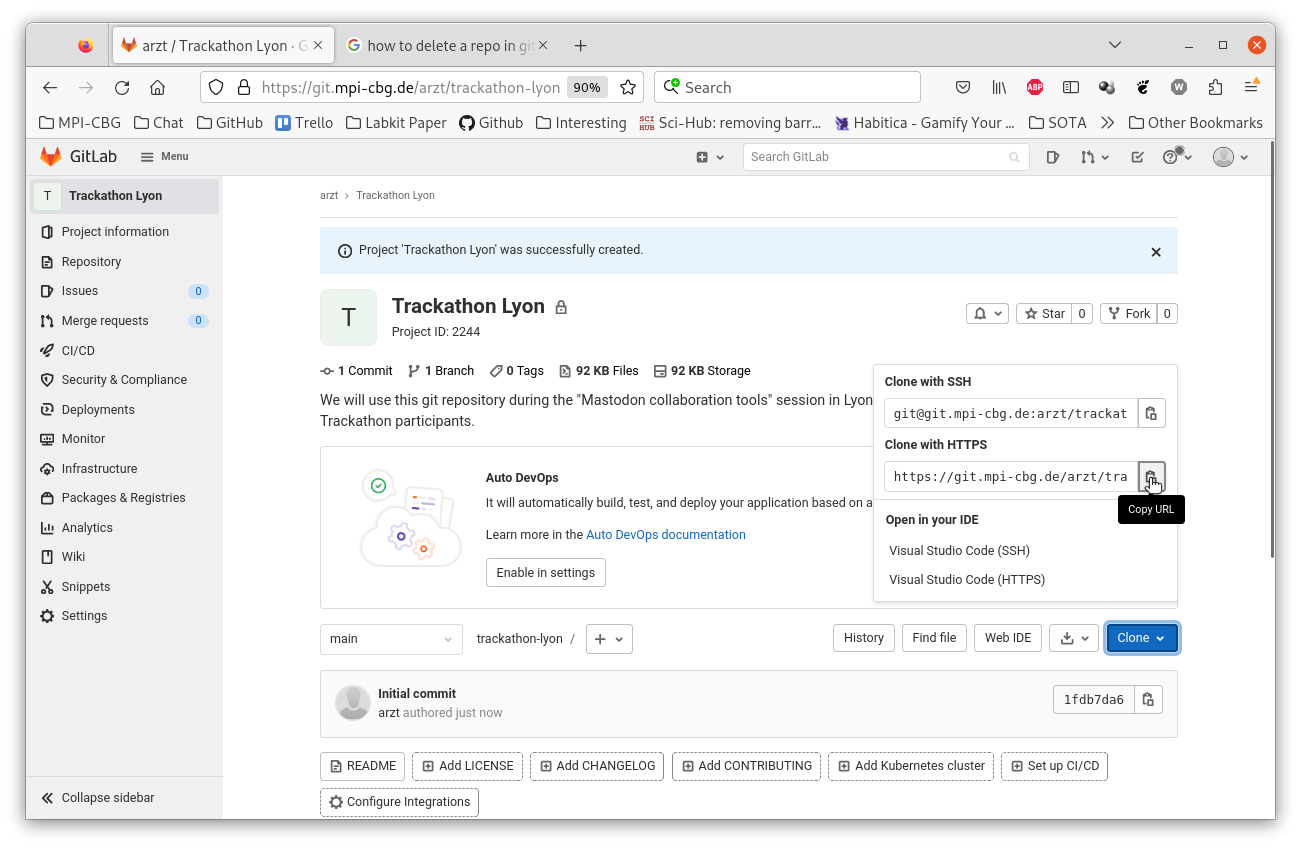 arzt / Trackathon Lyon · G
how to delete a repo in git
https://git.mpi-cbg.de/arzt/trackathon-lyon 90% Search
ABP W
MPI-CBG Chat GitHub Trello Labkit Paper Github Interesting SCI HUB Sci-Hub: removing barr... Habitica - Gamify Your ... SOTA Other Bookmarks
GitLab Menu Search GitLab
T Trackathon Lyon
Project information
Repository
Issues 0
Merge requests 0
CI/CD
Security & Compliance
Deployments
Monitor
Infrastructure
Packages & Registries
Analytics
Wiki
Snippets
Settings
Collapse sidebar
arzt › Trackathon Lyon
Project 'Trackathon Lyon' was successfully created.
T
Trackathon Lyon
Project ID: 2244
Star 0 Fork 0
1 Commit 1 Branch 0 Tags 92 KB Files 92 KB Storage
We will use this git repository during the "Mastodon collaboration tools" session in Lyon
Trackathon participants.
Auto DevOps
It will automatically build, test, and deploy your application based on a
Learn more in the Auto DevOps documentation
Enable in settings
Clone with SSH
git@git.mpi-cbg.de:arzt/trackat
Clone with HTTPS
https://git.mpi-cbg.de/arzt/tra
Copy URL
Open in your IDE
Visual Studio Code (SSH)
Visual Studio Code (HTTPS)
main trackathon-lyon / + History Find file Web IDE Clone
Initial commit
arzt authored just now
1fdb7da6
README Add LICENSE Add CHANGELOG Add CONTRIBUTING Add Kubernetes cluster Set up CI/CD
Configure Integrations